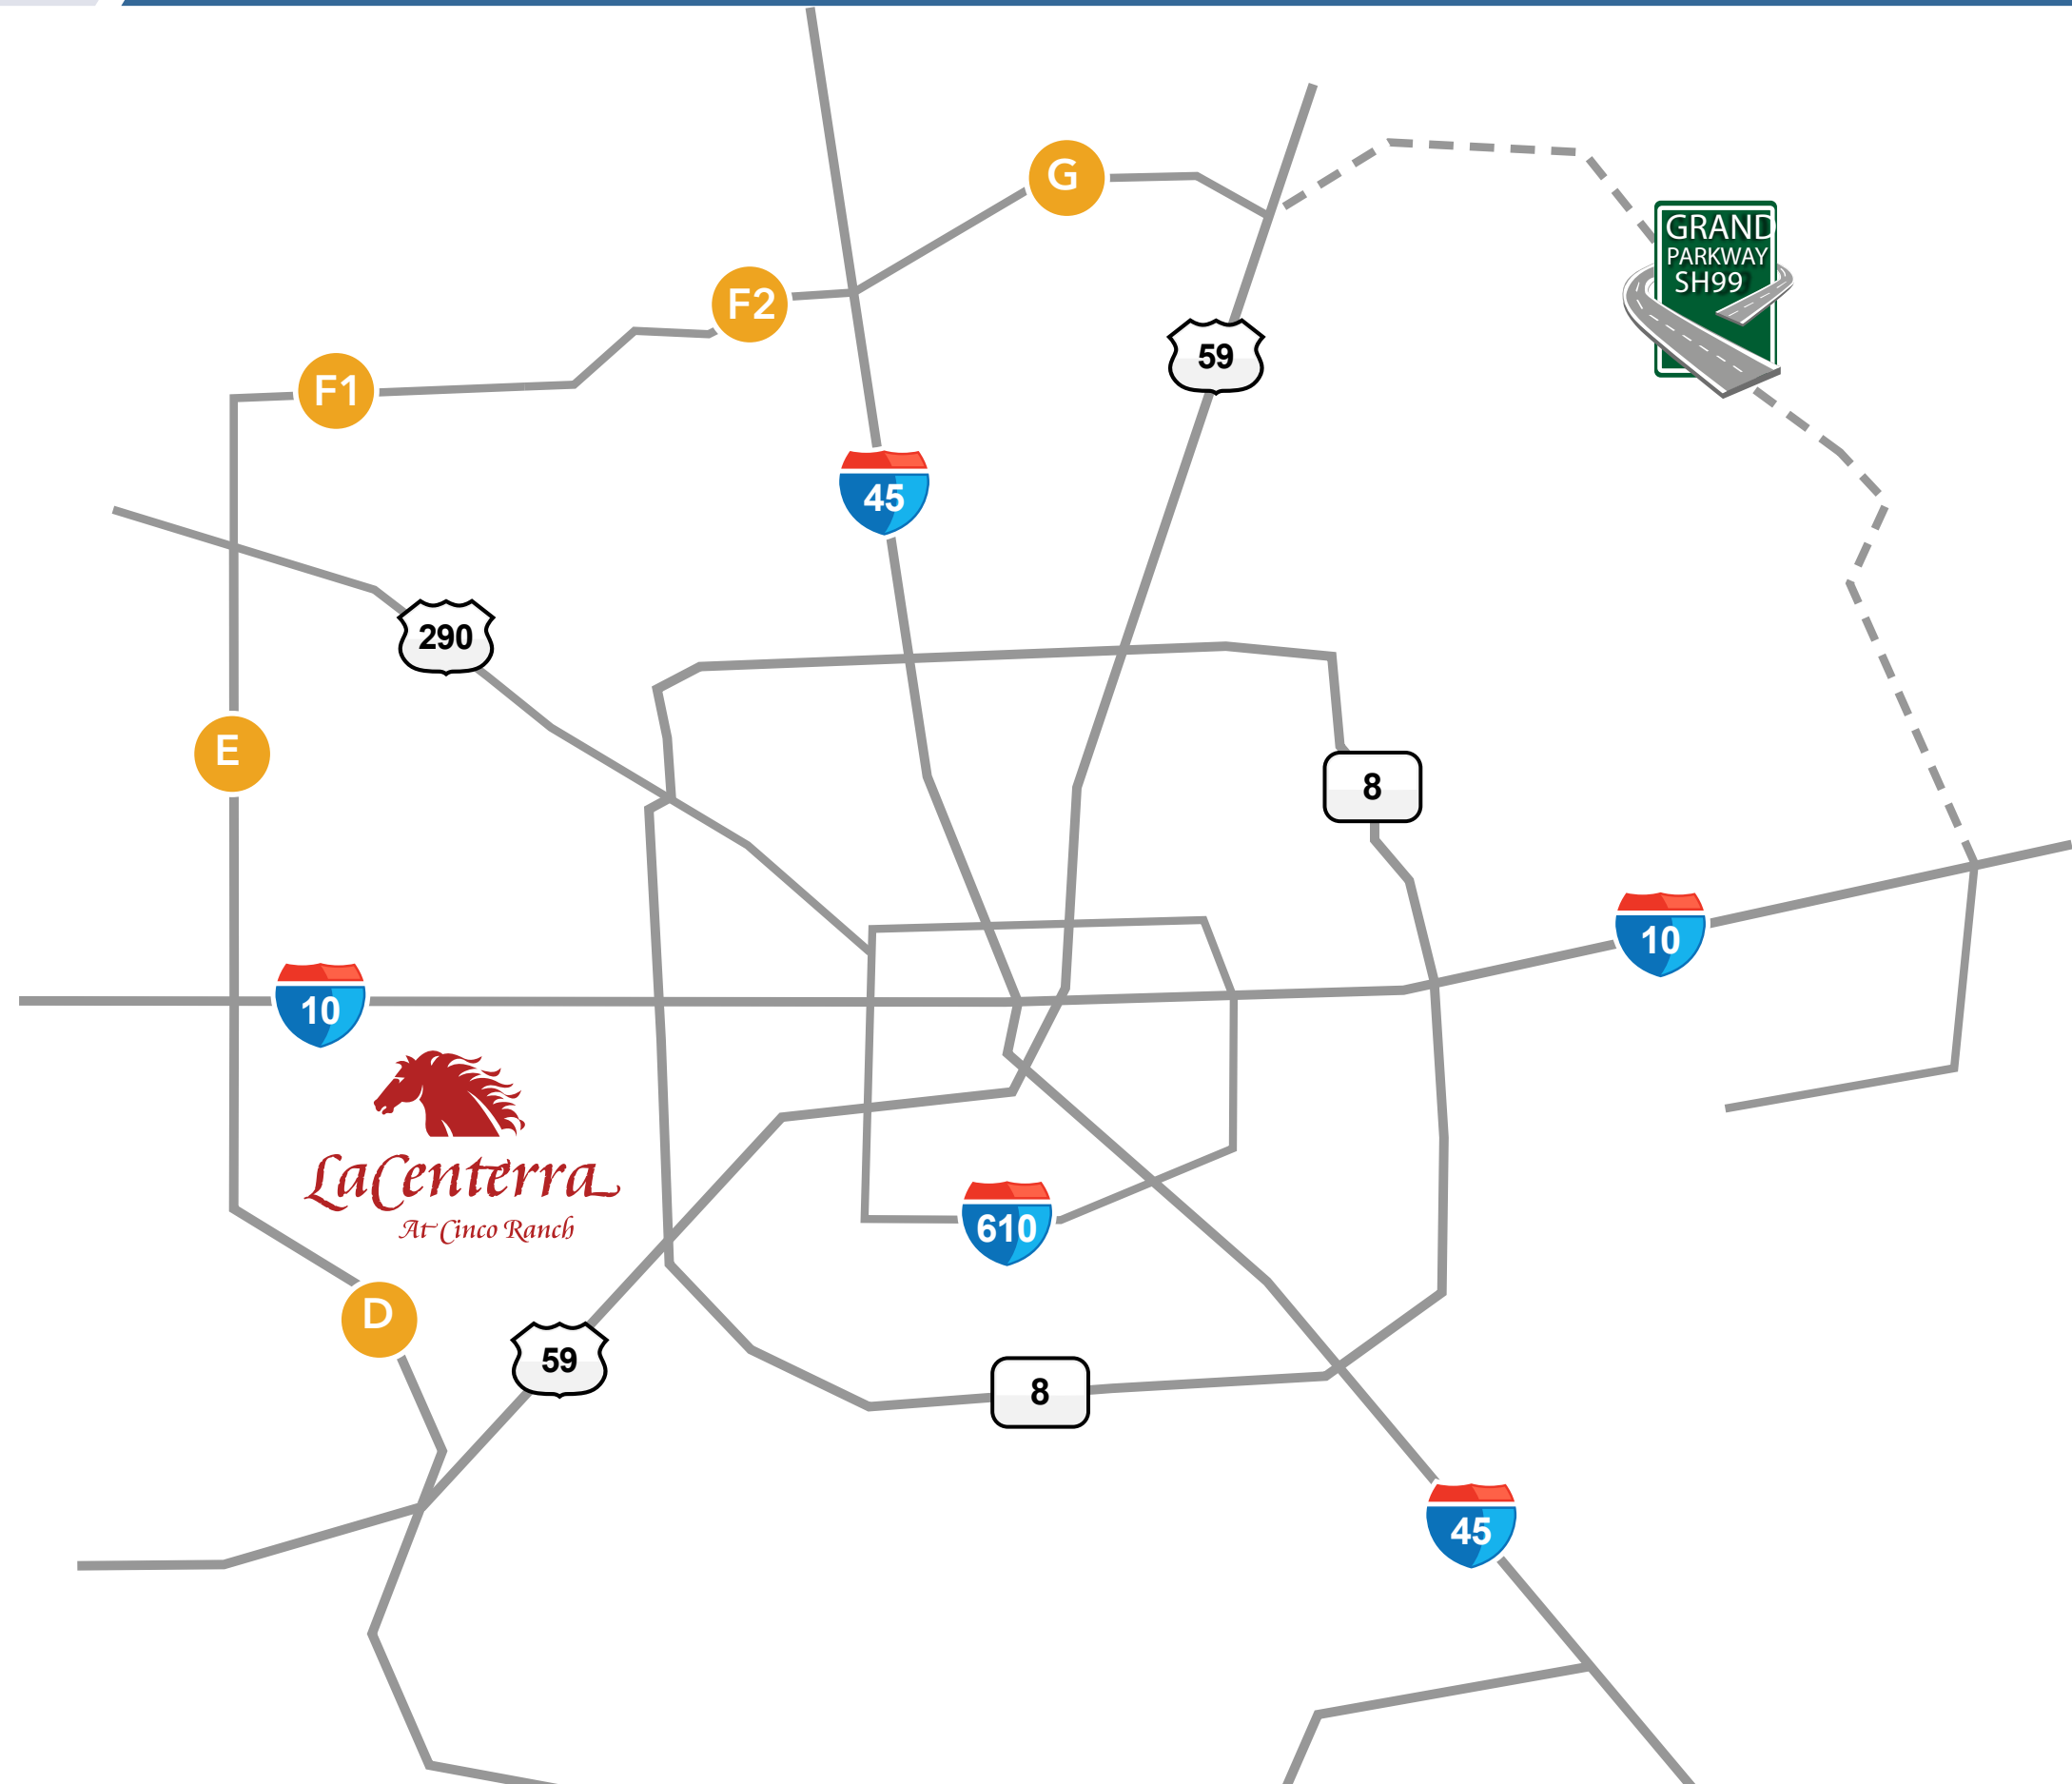 G
GRAND
PARKWAY
SH99
F2
59
F1
45
290
E
8
10
10
LaCenterra
At Cinco Ranch
610
D
59
8
45